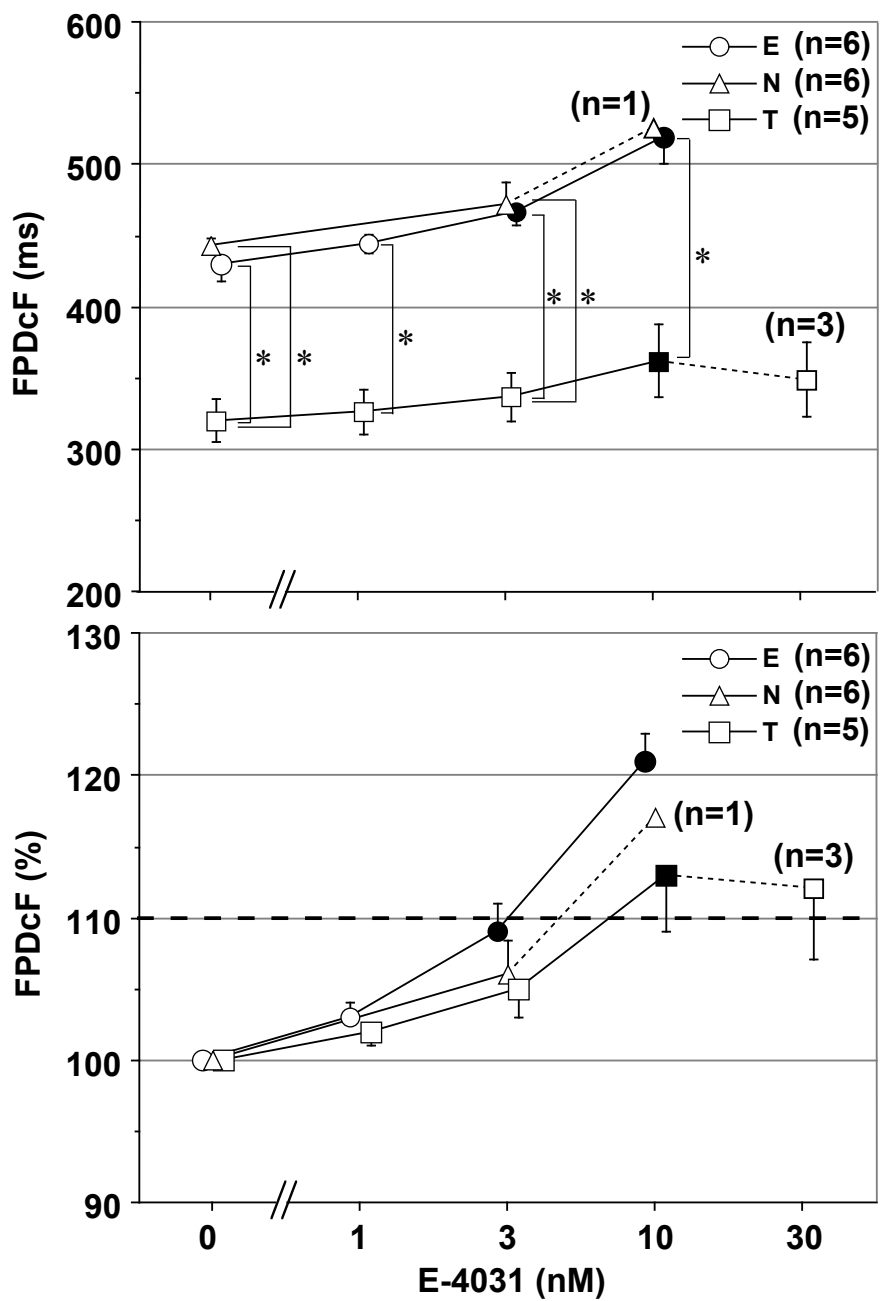 600
E (n=6)
N (n=6)
T (n=5)
(n=1)
500
*
400
(n=3)
* * * * *
300
200
FPDcF (ms)
130
E (n=6)
N (n=6)
T (n=5)
120
(n=1)
(n=3)
110
100
90
FPDcF (%)
0 1 3 10 30
E-4031 (nM)